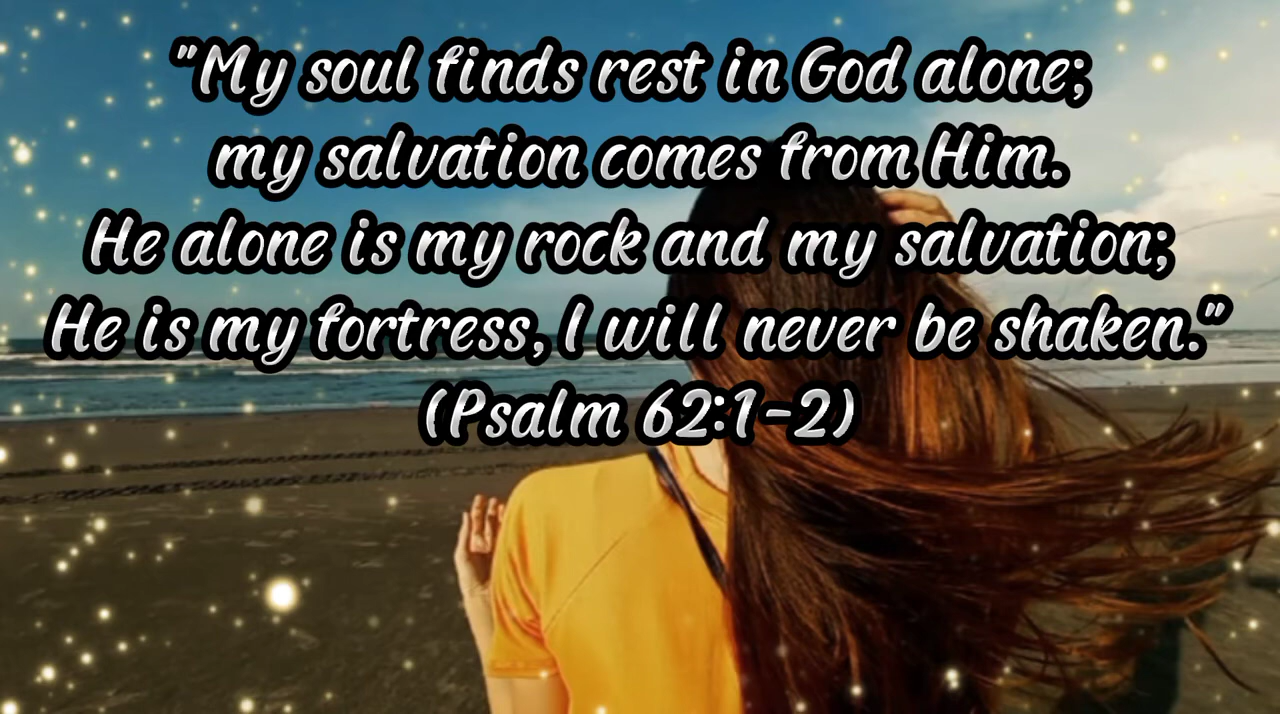 "My soul finds rest in God alone;
my salvation comes from Him.
He alone is my rock and my salvation;
He is my fortress, I will never be shaken."
(Psalm 62:1-2)